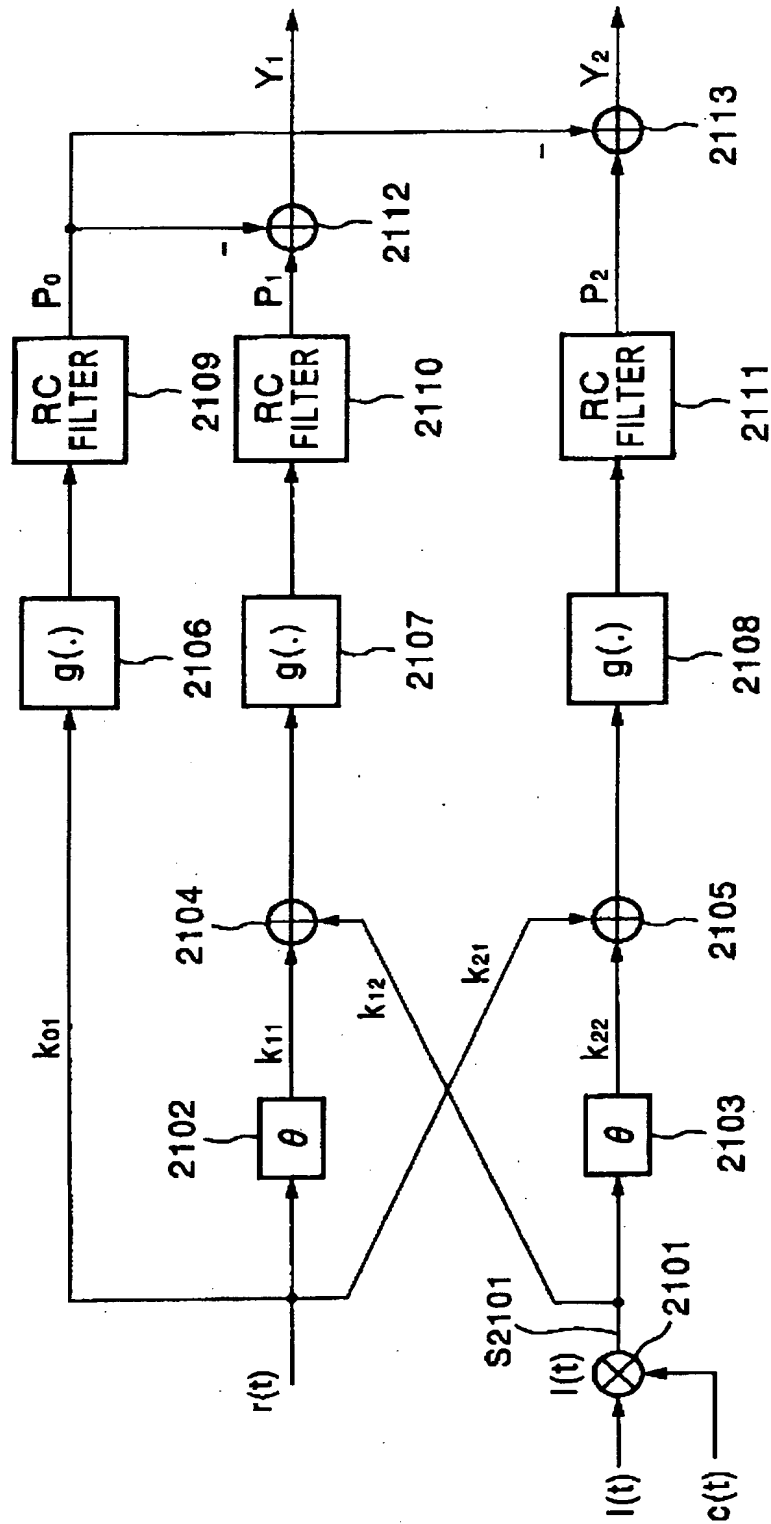 k01
g(.)
2106
RC
FILTER
2109
P0
r(t)
2102
θ
k11
2104
g(.)
2107
RC
FILTER
2110
P1
-
2112
Y1
k12
k21
l(t)
l(t)
c(t)
S2101
2101
θ
2103
k22
2105
g(.)
2108
RC
FILTER
2111
P2
-
2113
Y2